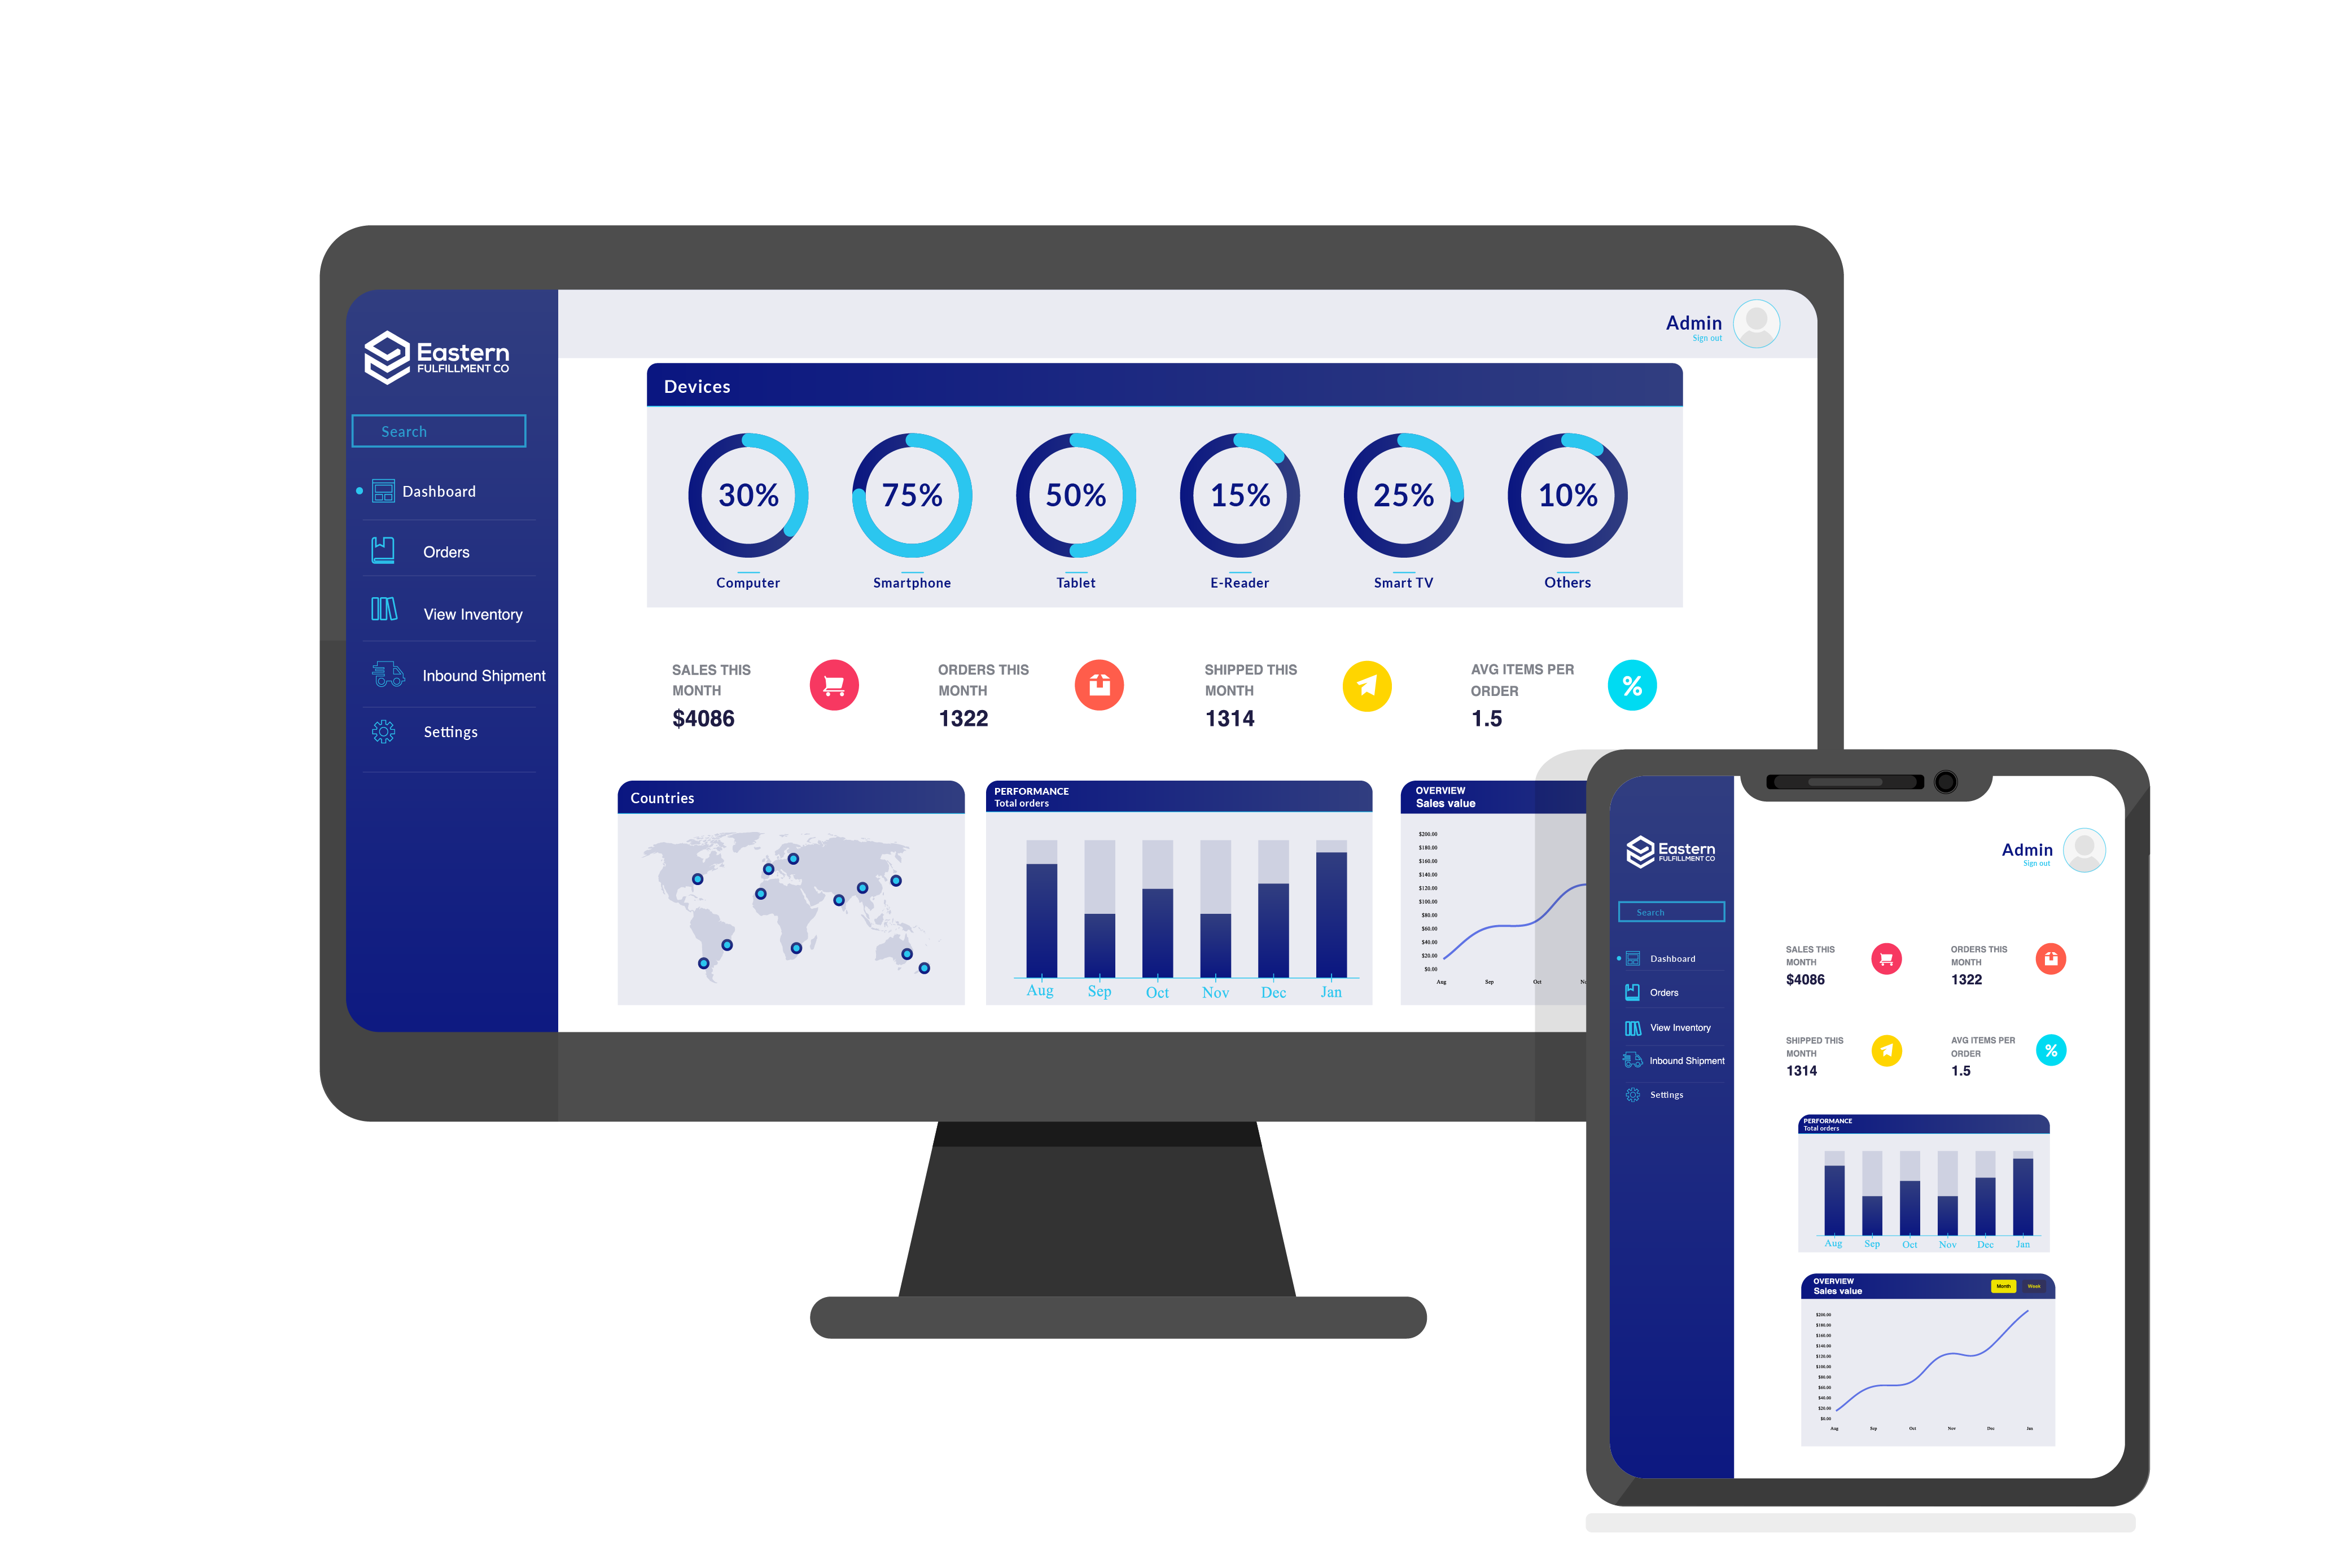 Eastern
FULFILLMENT CO
Search
Dashboard
Orders
View Inventory
Inbound Shipment
Settings
Admin
Sign out
Devices
30%
75%
50%
15%
25%
10%
Computer
Smartphone
Tablet
E-Reader
Smart TV
Others
SALES THIS
MONTH
$4086
ORDERS THIS
MONTH
1322
SHIPPED THIS
MONTH
1314
AVG ITEMS PER
ORDER
1.5
%
Countries
PERFORMANCE
Total orders
Aug
Sep
Oct
Nov
Dec
Jan
OVERVIEW
Sales value
$200.00
$180.00
$160.00
$140.00
$120.00
$100.00
$80.00
$60.00
$40.00
$20.00
$0.00
Aug
Sep
Oct
Eastern
FULFILLMENT CO
Search
Dashboard
Orders
View Inventory
Inbound Shipment
Settings
Admin
Sign out
SALES THIS
MONTH
$4086
ORDERS THIS
MONTH
1322
SHIPPED THIS
MONTH
1314
AVG ITEMS PER
ORDER
1.5
%
PERFORMANCE
Total orders
Aug
Sep
Oct
Nov
Dec
Jan
OVERVIEW
Sales value
Month
Week
$200.00
$180.00
$160.00
$140.00
$120.00
$100.00
$80.00
$60.00
$40.00
$20.00
$0.00
Aug
Sep
Oct
Nov
Dec
Jan